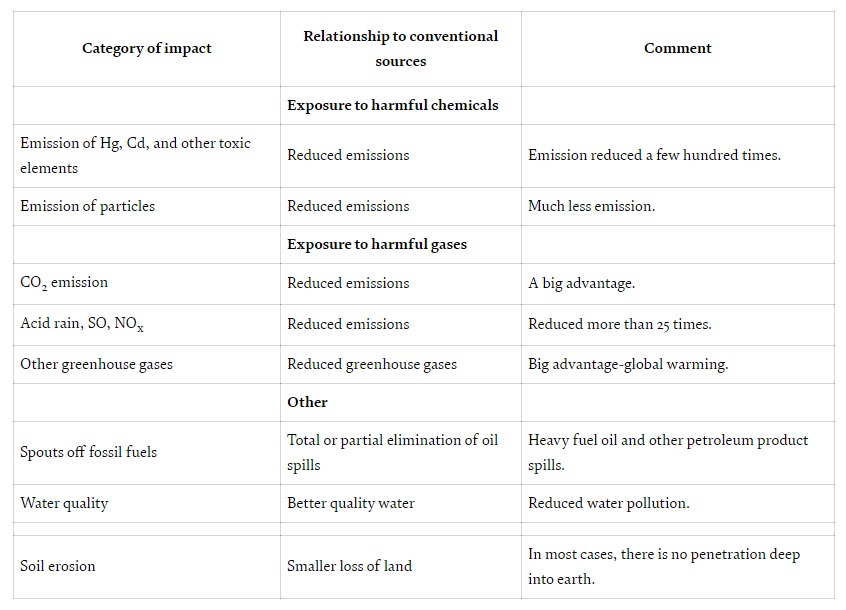 Category of impact
Relationship to conventional
sources
Comment
Exposure to harmful chemicals
Emission of Hg, Cd, and other toxic
elements
Reduced emissions
Emission reduced a few hundred times.
Emission of particles
Reduced emissions
Much less emission.
Exposure to harmful gases
CO₂ emission
Reduced emissions
A big advantage.
Acid rain, SO, NOₓ
Reduced emissions
Reduced more than 25 times.
Other greenhouse gases
Reduced greenhouse gases
Big advantage-global warming.
Other
Spouts off fossil fuels
Total or partial elimination of oil
spills
Heavy fuel oil and other petroleum product
spills.
Water quality
Better quality water
Reduced water pollution.
Soil erosion
Smaller loss of land
In most cases, there is no penetration deep
into earth.